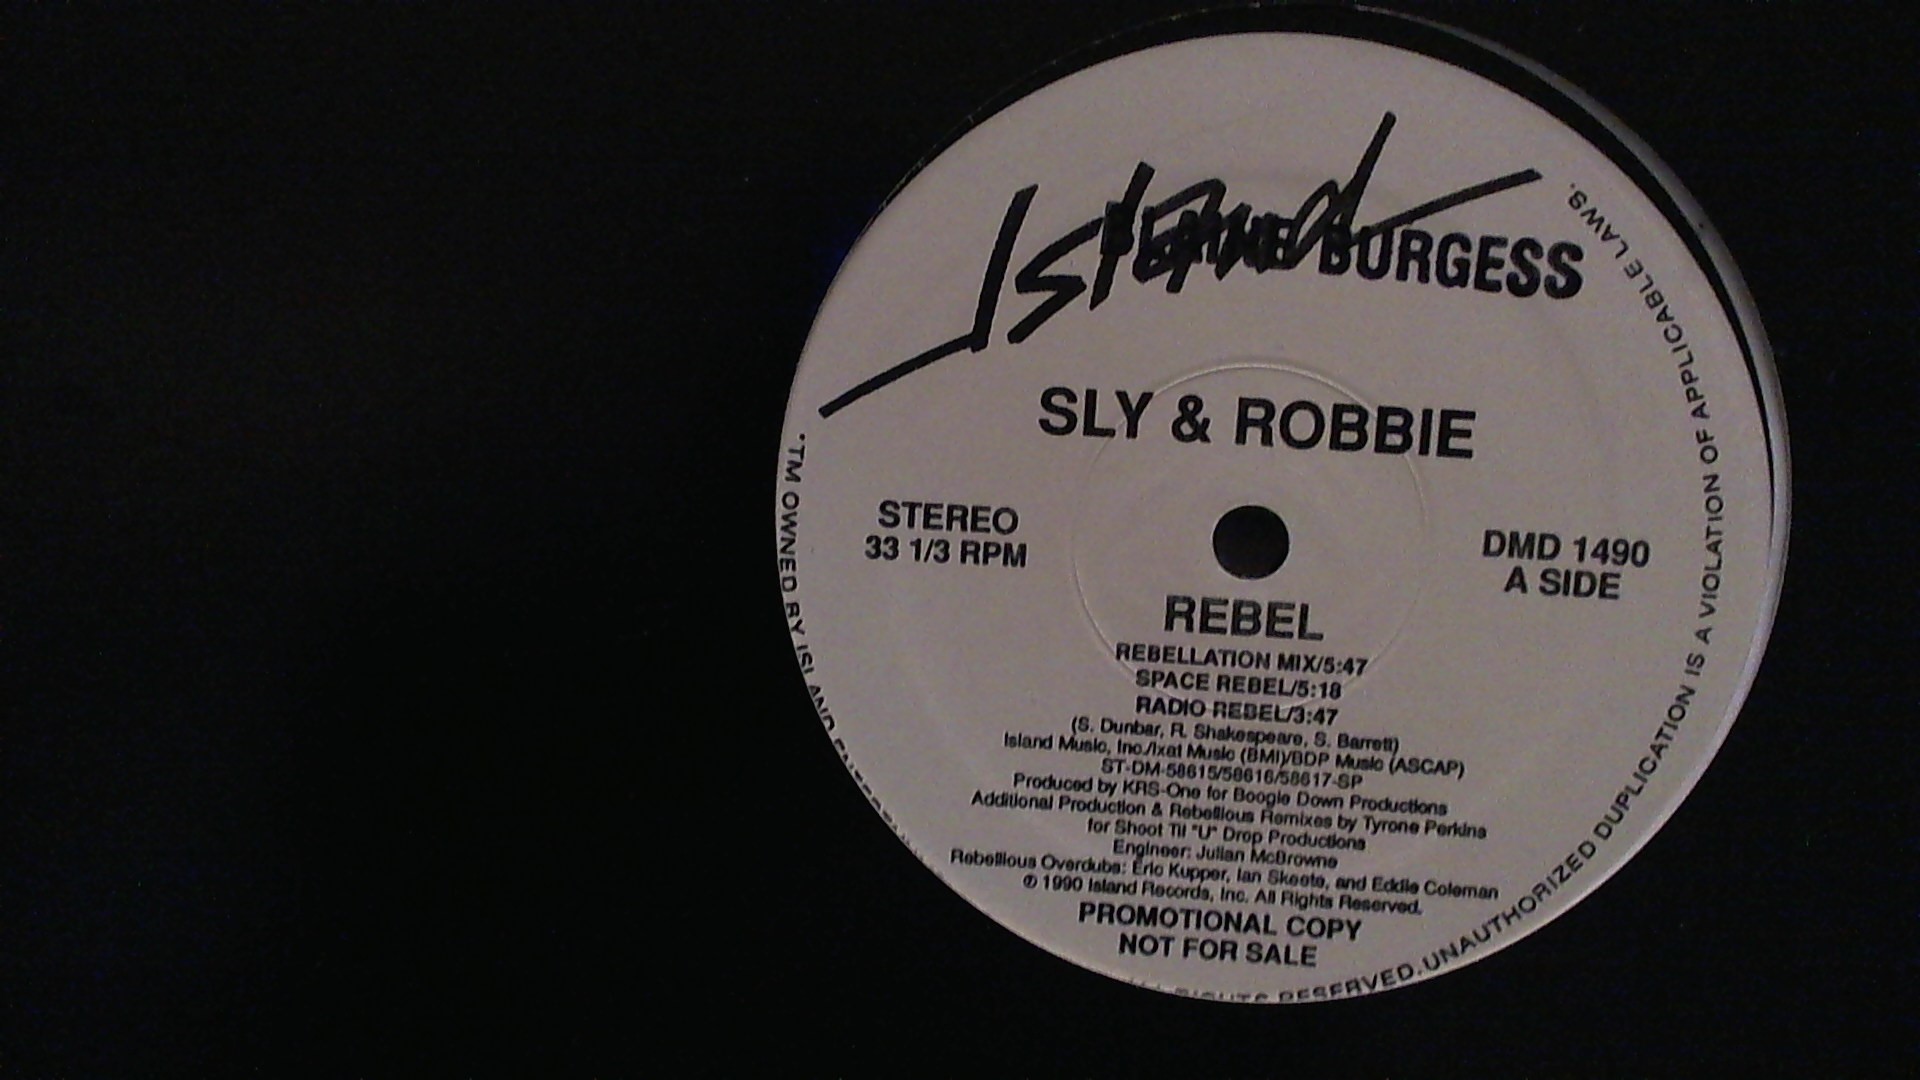 Island
BURGESS
SLY & ROBBIE
STEREO
33 1/3 RPM
DMD 1490
A SIDE
REBEL
REBELLATION MIX/5:47
SPACE REBEL/5:18
RADIO REBEL/3:47
(S. Dunbar, R. Shakespeare, S. Barrett)
Island Music, Inc./Ixat Music (BMI)/BDP Music (ASCAP)
ST-DM-58615/58616/58617-SP
Produced by KRS-One for Boogie Down Productions
Additional Production & Rebellious Remixes by Tyrone Perkins
for Shoot Til "U" Drop Productions
Engineer: Julian McBrowne
Rebellious Overdubs: Eric Kupper, Ian Skeete, and Eddie Coleman
℗ 1990 Island Records, Inc. All Rights Reserved.
PROMOTIONAL COPY
NOT FOR SALE
*TM OWNED BY ISLAND RIGHTS RESERVED. UNAUTHORIZED DUPLICATION IS A VIOLATION OF APPLICABLE LAWS.